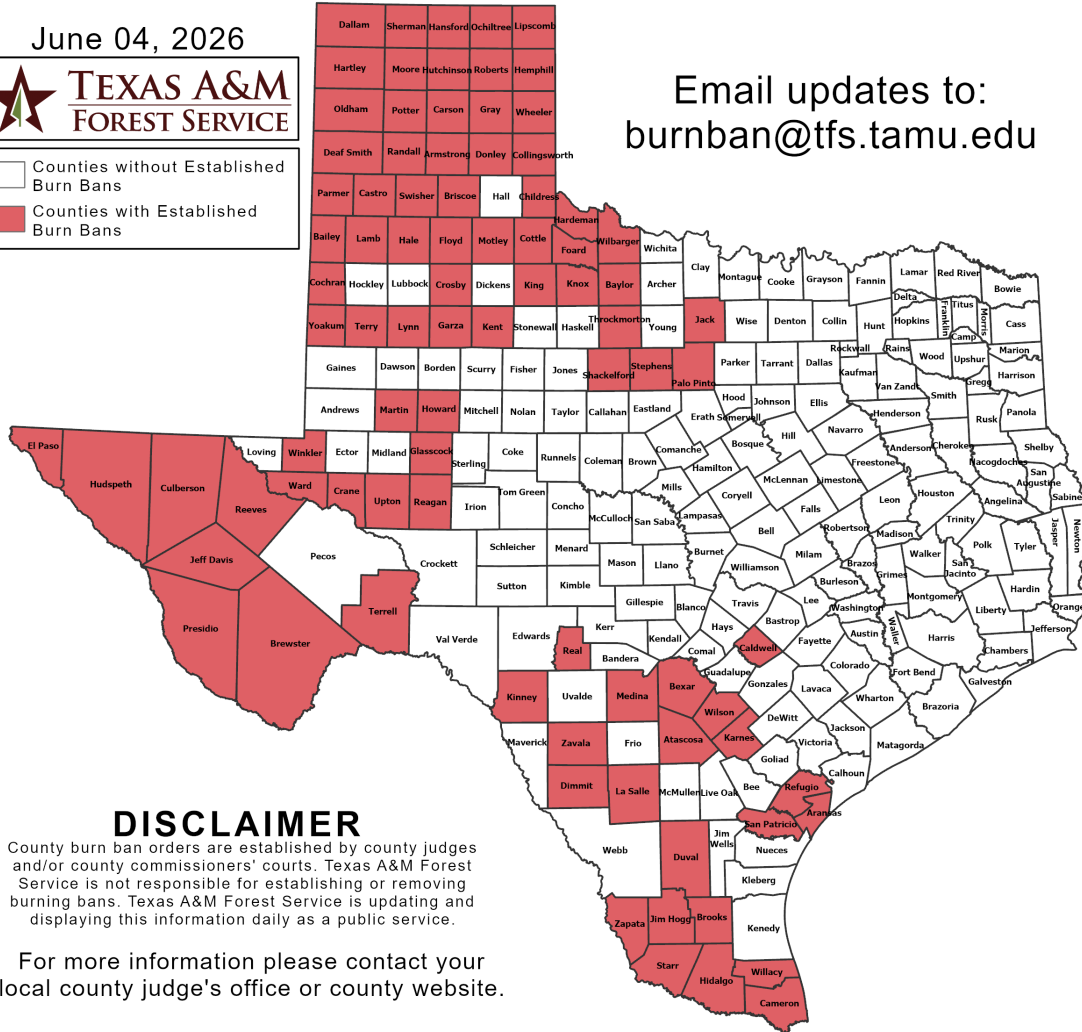 June 04, 2026
TEXAS A&M
FOREST SERVICE
Counties without Established
Burn Bans
Counties with Established
Burn Bans
Email updates to:
burnban@tfs.tamu.edu
Dallam Sherman Hansford Ochiltree Lipscomb
Hartley Moore Hutchinson Roberts Hemphill
Oldham Potter Carson Gray Wheeler
Deaf Smith Randall Armstrong Donley Collingsworth
Parmer Castro Swisher Briscoe Hall Childress
Hardeman
Bailey Lamb Hale Floyd Motley Cottle Foard Wilbarger Wichita
Clay Montague Cooke Grayson Fannin Lamar Red River Bowie
Cochran Hockley Lubbock Crosby Dickens King Knox Baylor Archer
Delta Franklin Titus Morris Cass
Yoakum Terry Lynn Garza Kent Stonewall Haskell Throckmorton Young Jack Wise Denton Collin Hunt Hopkins Camp
Rockwall Rains Wood Upshur Marion
Gaines Dawson Borden Scurry Fisher Jones Shackelford Stephens Palo Pinto Parker Tarrant Dallas Kaufman Van Zandt Smith Gregg Harrison
Andrews Martin Howard Mitchell Nolan Taylor Callahan Eastland Erath Hood Somervell Johnson Ellis Henderson Rusk Panola
El Paso Hudspeth Culberson Reeves Loving Winkler Ector Midland Glasscock Sterling Coke Runnels Coleman Brown Comanche Bosque Hill Navarro Anderson Cherokee Nacogdoches Shelby
Ward Crane Upton Reagan Irion Tom Green Concho Mills Hamilton Coryell McLennan Limestone Freestone Leon Houston Angelina San
Augustine Sabine
Jeff Davis Pecos Crockett Schleicher Menard McCulloch San Saba Lampasas Bell Falls Robertson Madison Trinity Polk Tyler Jasper Newton
Sutton Kimble Mason Llano Burnet Williamson Milam Brazos Grimes Walker San
Jacinto Hardin
Presidio Brewster Terrell Val Verde Edwards Kerr Gillespie Blanco Travis Lee Burleson Washington Montgomery Liberty Orange
Real Bandera Kendall Hays Comal Caldwell Bastrop Fayette Austin Waller Harris Chambers Jefferson
Kinney Uvalde Medina Bexar Guadalupe Gonzales Lavaca Colorado Wharton Fort Bend Brazoria Galveston
Maverick Zavala Frio Atascosa Wilson Karnes DeWitt Victoria Jackson Matagorda
Dimmit La Salle McMullen Live Oak Bee Goliad Refugio Calhoun
Aransas San Patricio
Webb Duval Jim
Wells Nueces
Kleberg
Zapata Jim Hogg Brooks Kenedy
Starr Hidalgo Willacy
Cameron
DISCLAIMER
County burn ban orders are established by county judges
and/or county commissioners' courts. Texas A&M Forest
Service is not responsible for establishing or removing
burning bans. Texas A&M Forest Service is updating and
displaying this information daily as a public service.
For more information please contact your
local county judge's office or county website.